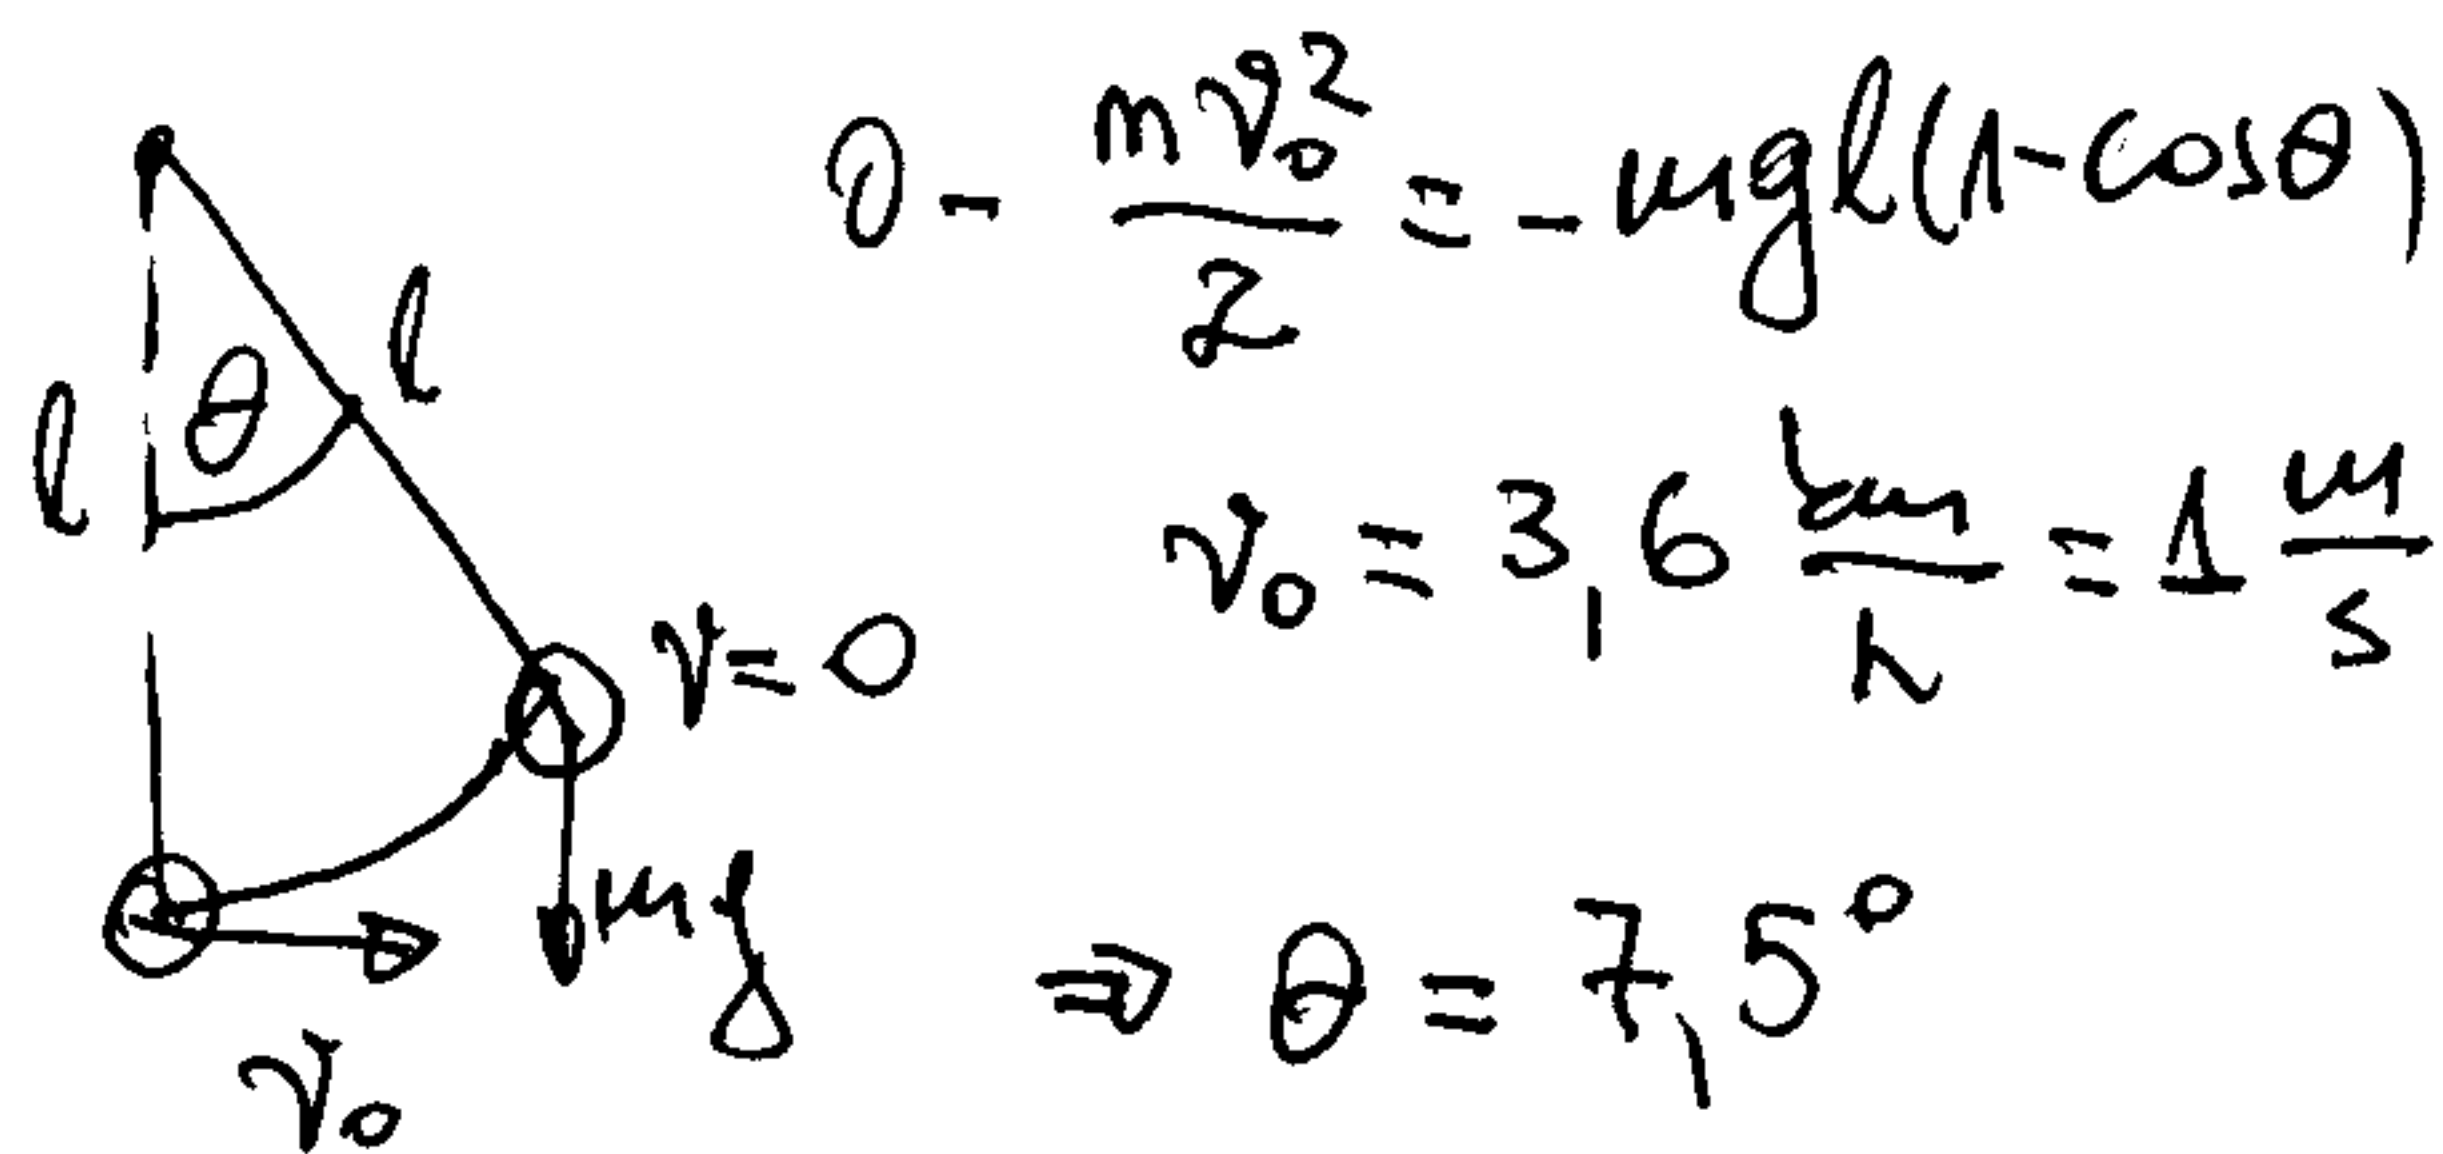 0 - mv₀²/2 = -mgl(1-cosθ)
l
θ
l
v₀ = 3,6 km/h = 1 m/s
v=0
mg
⇒ θ = 7,5°
v₀